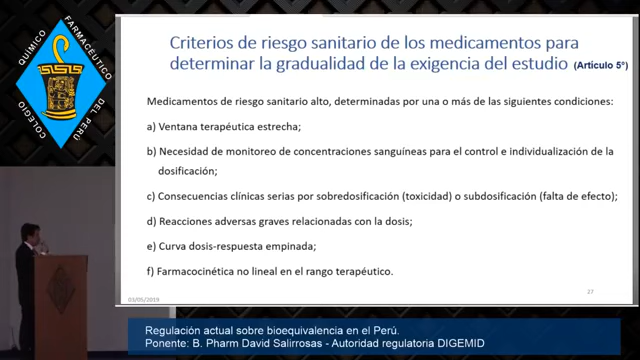 QUÍMICO
FARMACÉUTICO
COLEGIO
DEL PERÚ
Criterios de riesgo sanitario de los medicamentos para
determinar la gradualidad de la exigencia del estudio (Artículo 5°)
Medicamentos de riesgo sanitario alto, determinadas por una o más de las siguientes condiciones:
a) Ventana terapéutica estrecha;
b) Necesidad de monitoreo de concentraciones sanguíneas para el control e individualización de la
dosificación;
c) Consecuencias clínicas serias por sobredosificación (toxicidad) o subdosificación (falta de efecto);
d) Reacciones adversas graves relacionadas con la dosis;
e) Curva dosis-respuesta empinada;
f) Farmacocinética no lineal en el rango terapéutico.
27
03/05/2019
Regulación actual sobre bioequivalencia en el Perú.
Ponente: B. Pharm David Salirrosas - Autoridad regulatoria DIGEMID